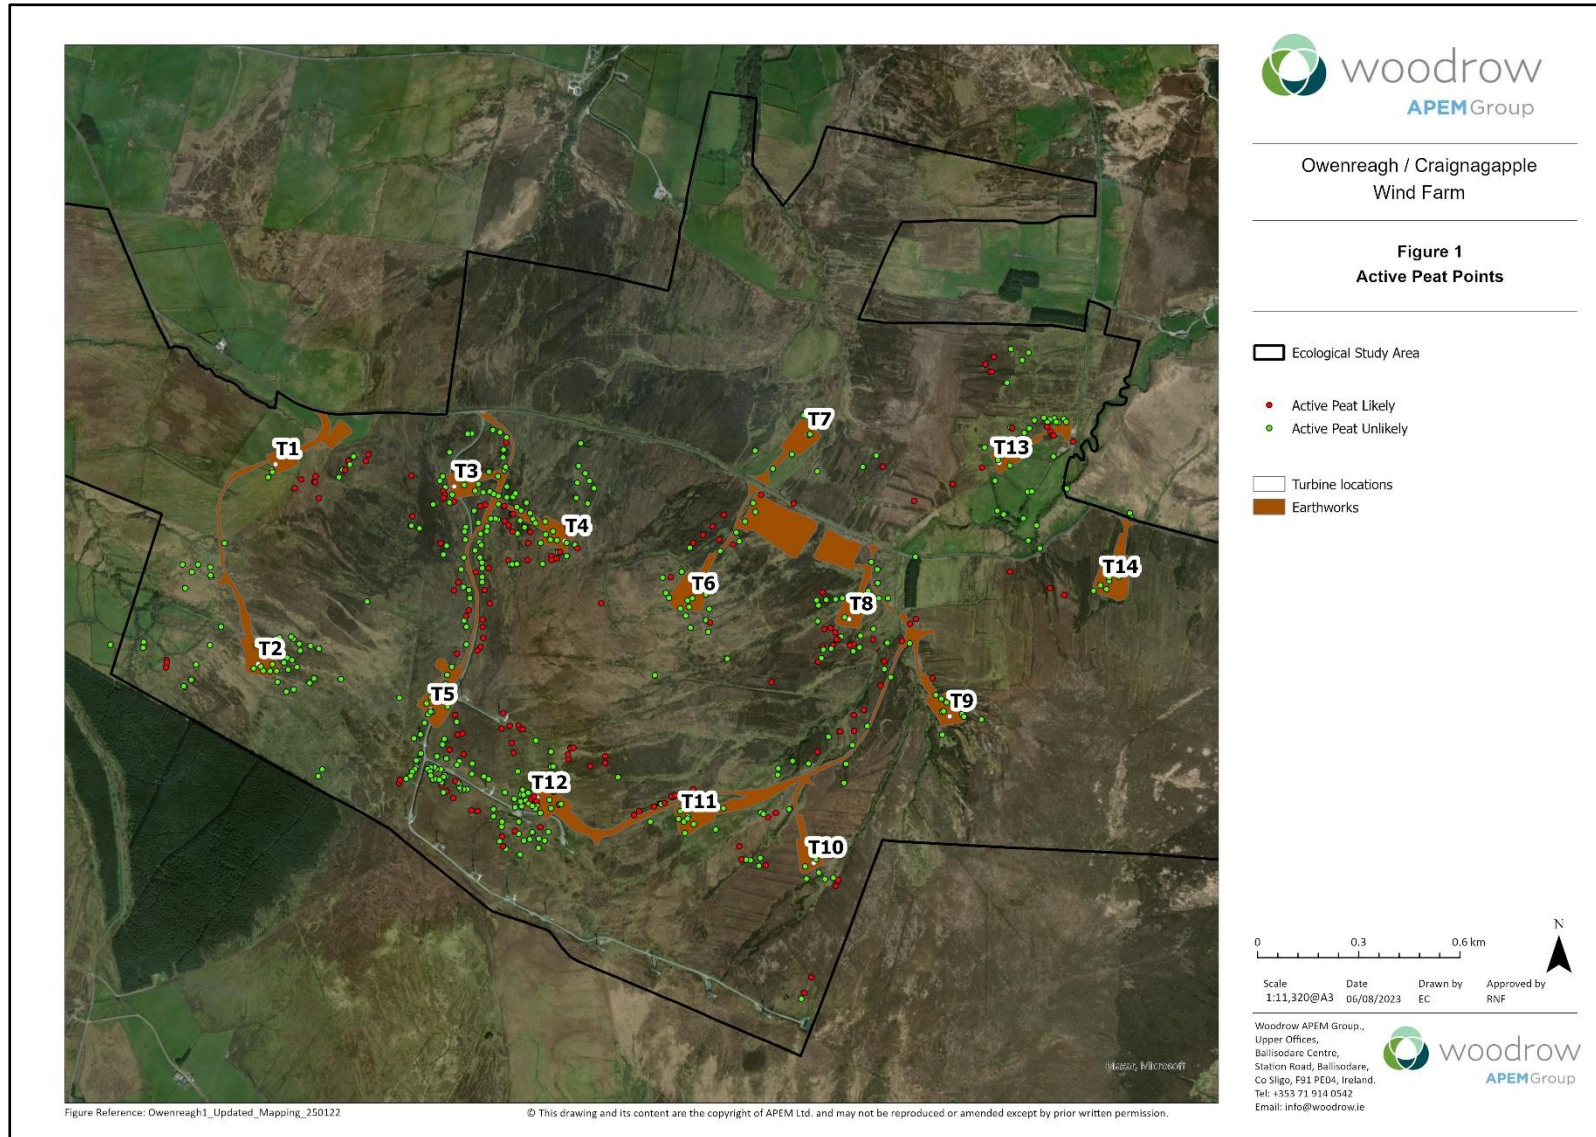 woodrow
APEM Group
Owenreagh / Craignagapple
Wind Farm
Figure 1
Active Peat Points
Ecological Study Area
Active Peat Likely
Active Peat Unlikely
Turbine locations
Earthworks
T1
T2
T3
T4
T5
T6
T7
T8
T9
T10
T11
T12
T13
T14
Maxar, Microsoft
N
0 0.3 0.6 km
Scale Date Drawn by Approved by
1:11,320@A3 06/08/2023 EC RNF
Woodrow APEM Group.,
Upper Offices,
Ballisodare Centre,
Station Road, Ballisodare,
Co Sligo, F91 PE04, Ireland.
Tel: +353 71 914 0542
Email: info@woodrow.ie
woodrow
APEM Group
Figure Reference: Owenreagh1_Updated_Mapping_250122
© This drawing and its content are the copyright of APEM Ltd. and may not be reproduced or amended except by prior written permission.